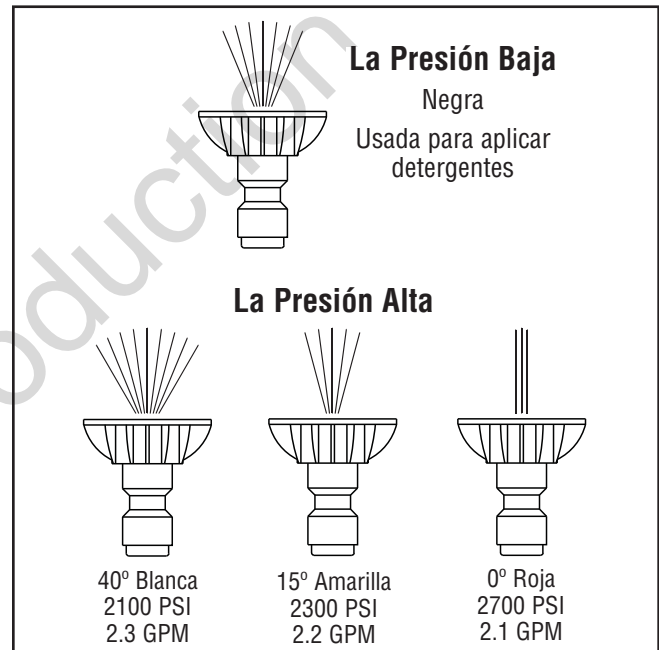 La Presión Baja
Negra
Usada para aplicar
detergentes
La Presión Alta
40º Blanca
2100 PSI
2.3 GPM
15º Amarilla
2300 PSI
2.2 GPM
0º Roja
2700 PSI
2.1 GPM
oduction